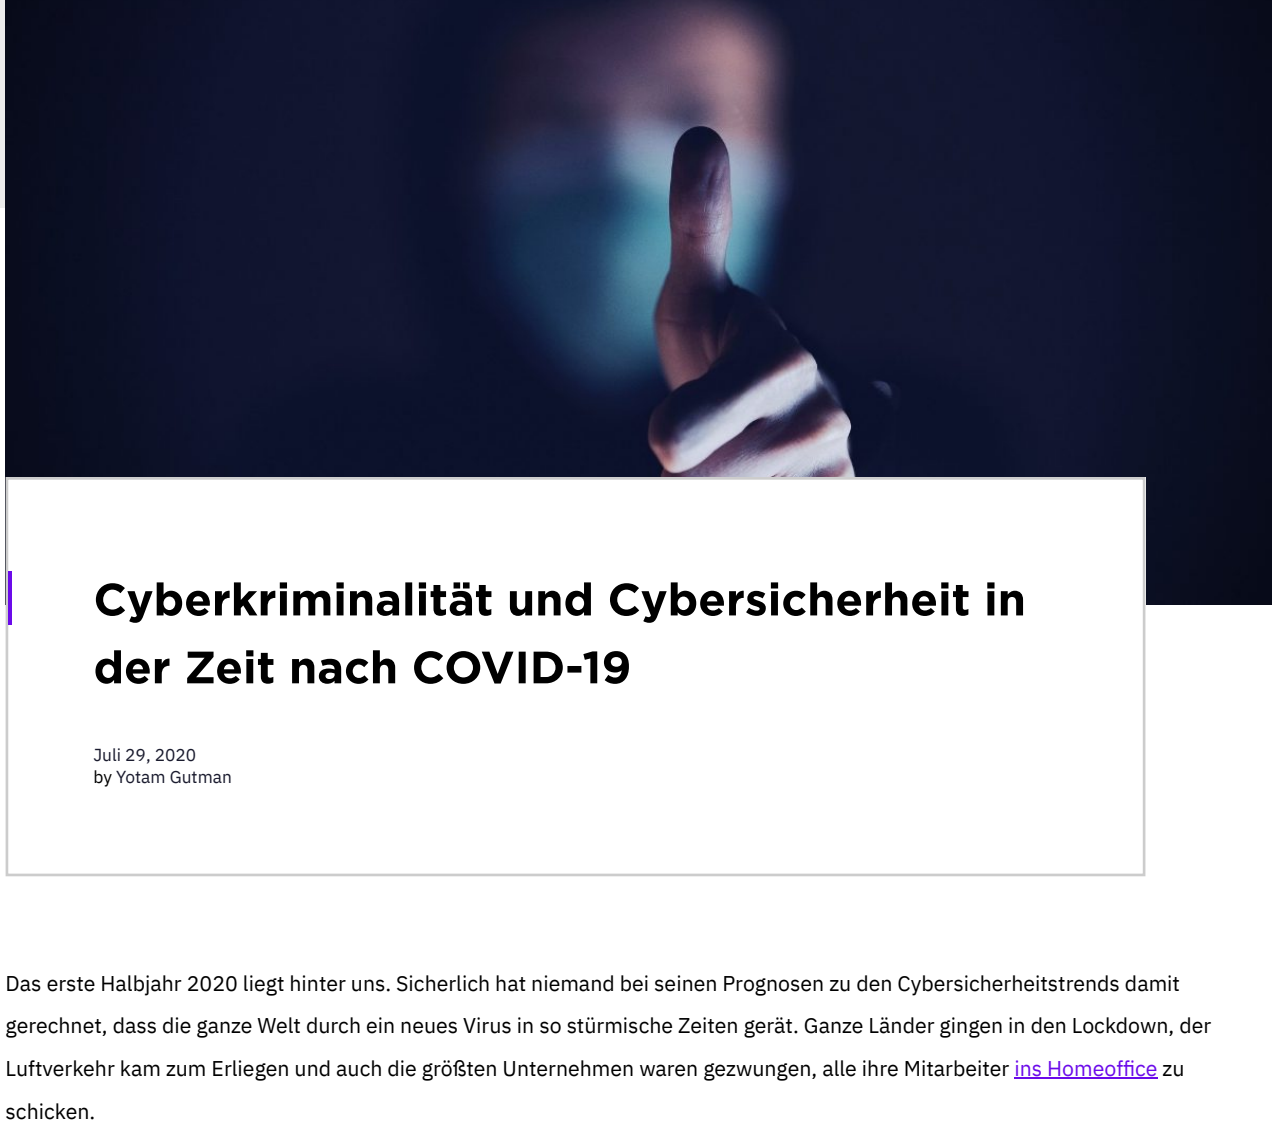 Cyberkriminalität und Cybersicherheit in
der Zeit nach COVID-19
Juli 29, 2020
by Yotam Gutman
Das erste Halbjahr 2020 liegt hinter uns. Sicherlich hat niemand bei seinen Prognosen zu den Cybersicherheitstrends damit
gerechnet, dass die ganze Welt durch ein neues Virus in so stürmische Zeiten gerät. Ganze Länder gingen in den Lockdown, der
Luftverkehr kam zum Erliegen und auch die größten Unternehmen waren gezwungen, alle ihre Mitarbeiter ins Homeoffice zu
schicken.